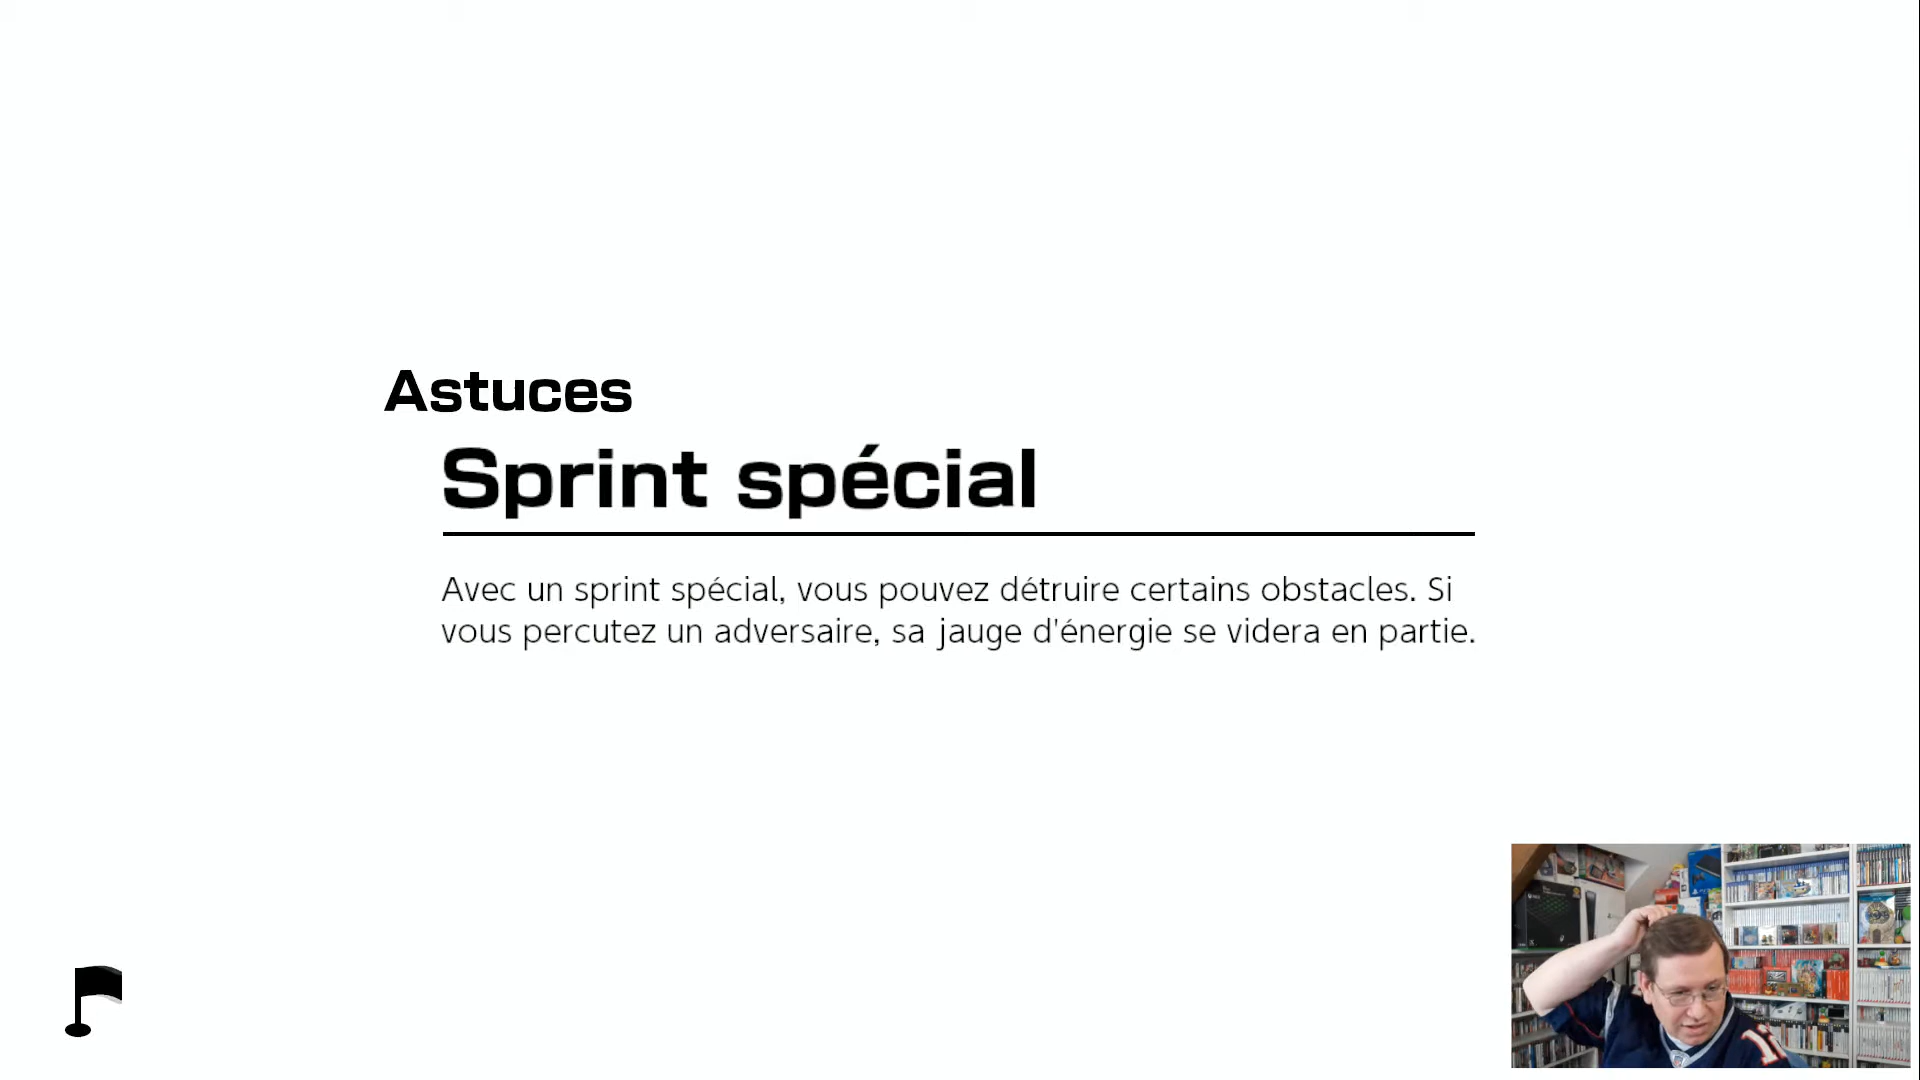 Astuces
Sprint spécial
Avec un sprint spécial, vous pouvez détruire certains obstacles. Si
vous percutez un adversaire, sa jauge d'énergie se videra en partie.